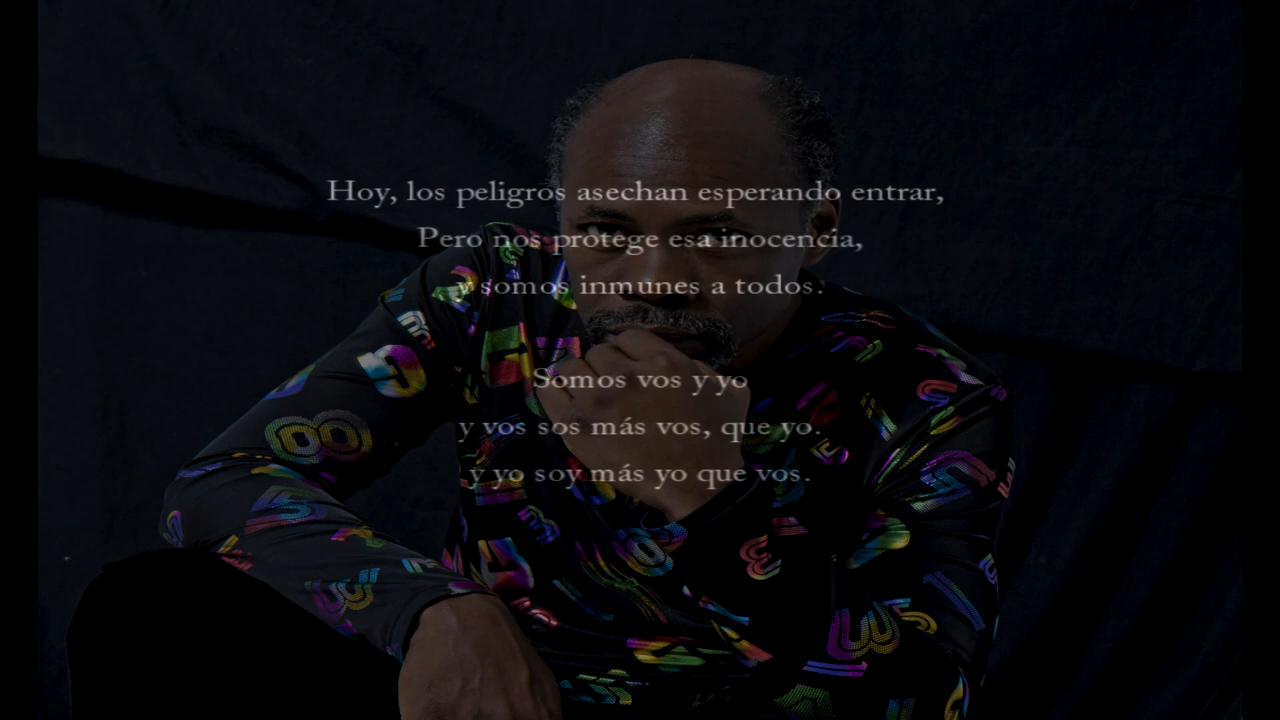 Hoy, los peligros asechan esperando entrar,
Pero nos protege esa inocencia,
y somos inmunes a todos.
Somos vos y yo
y vos sos más vos, que yo.
y yo soy más yo que vos.